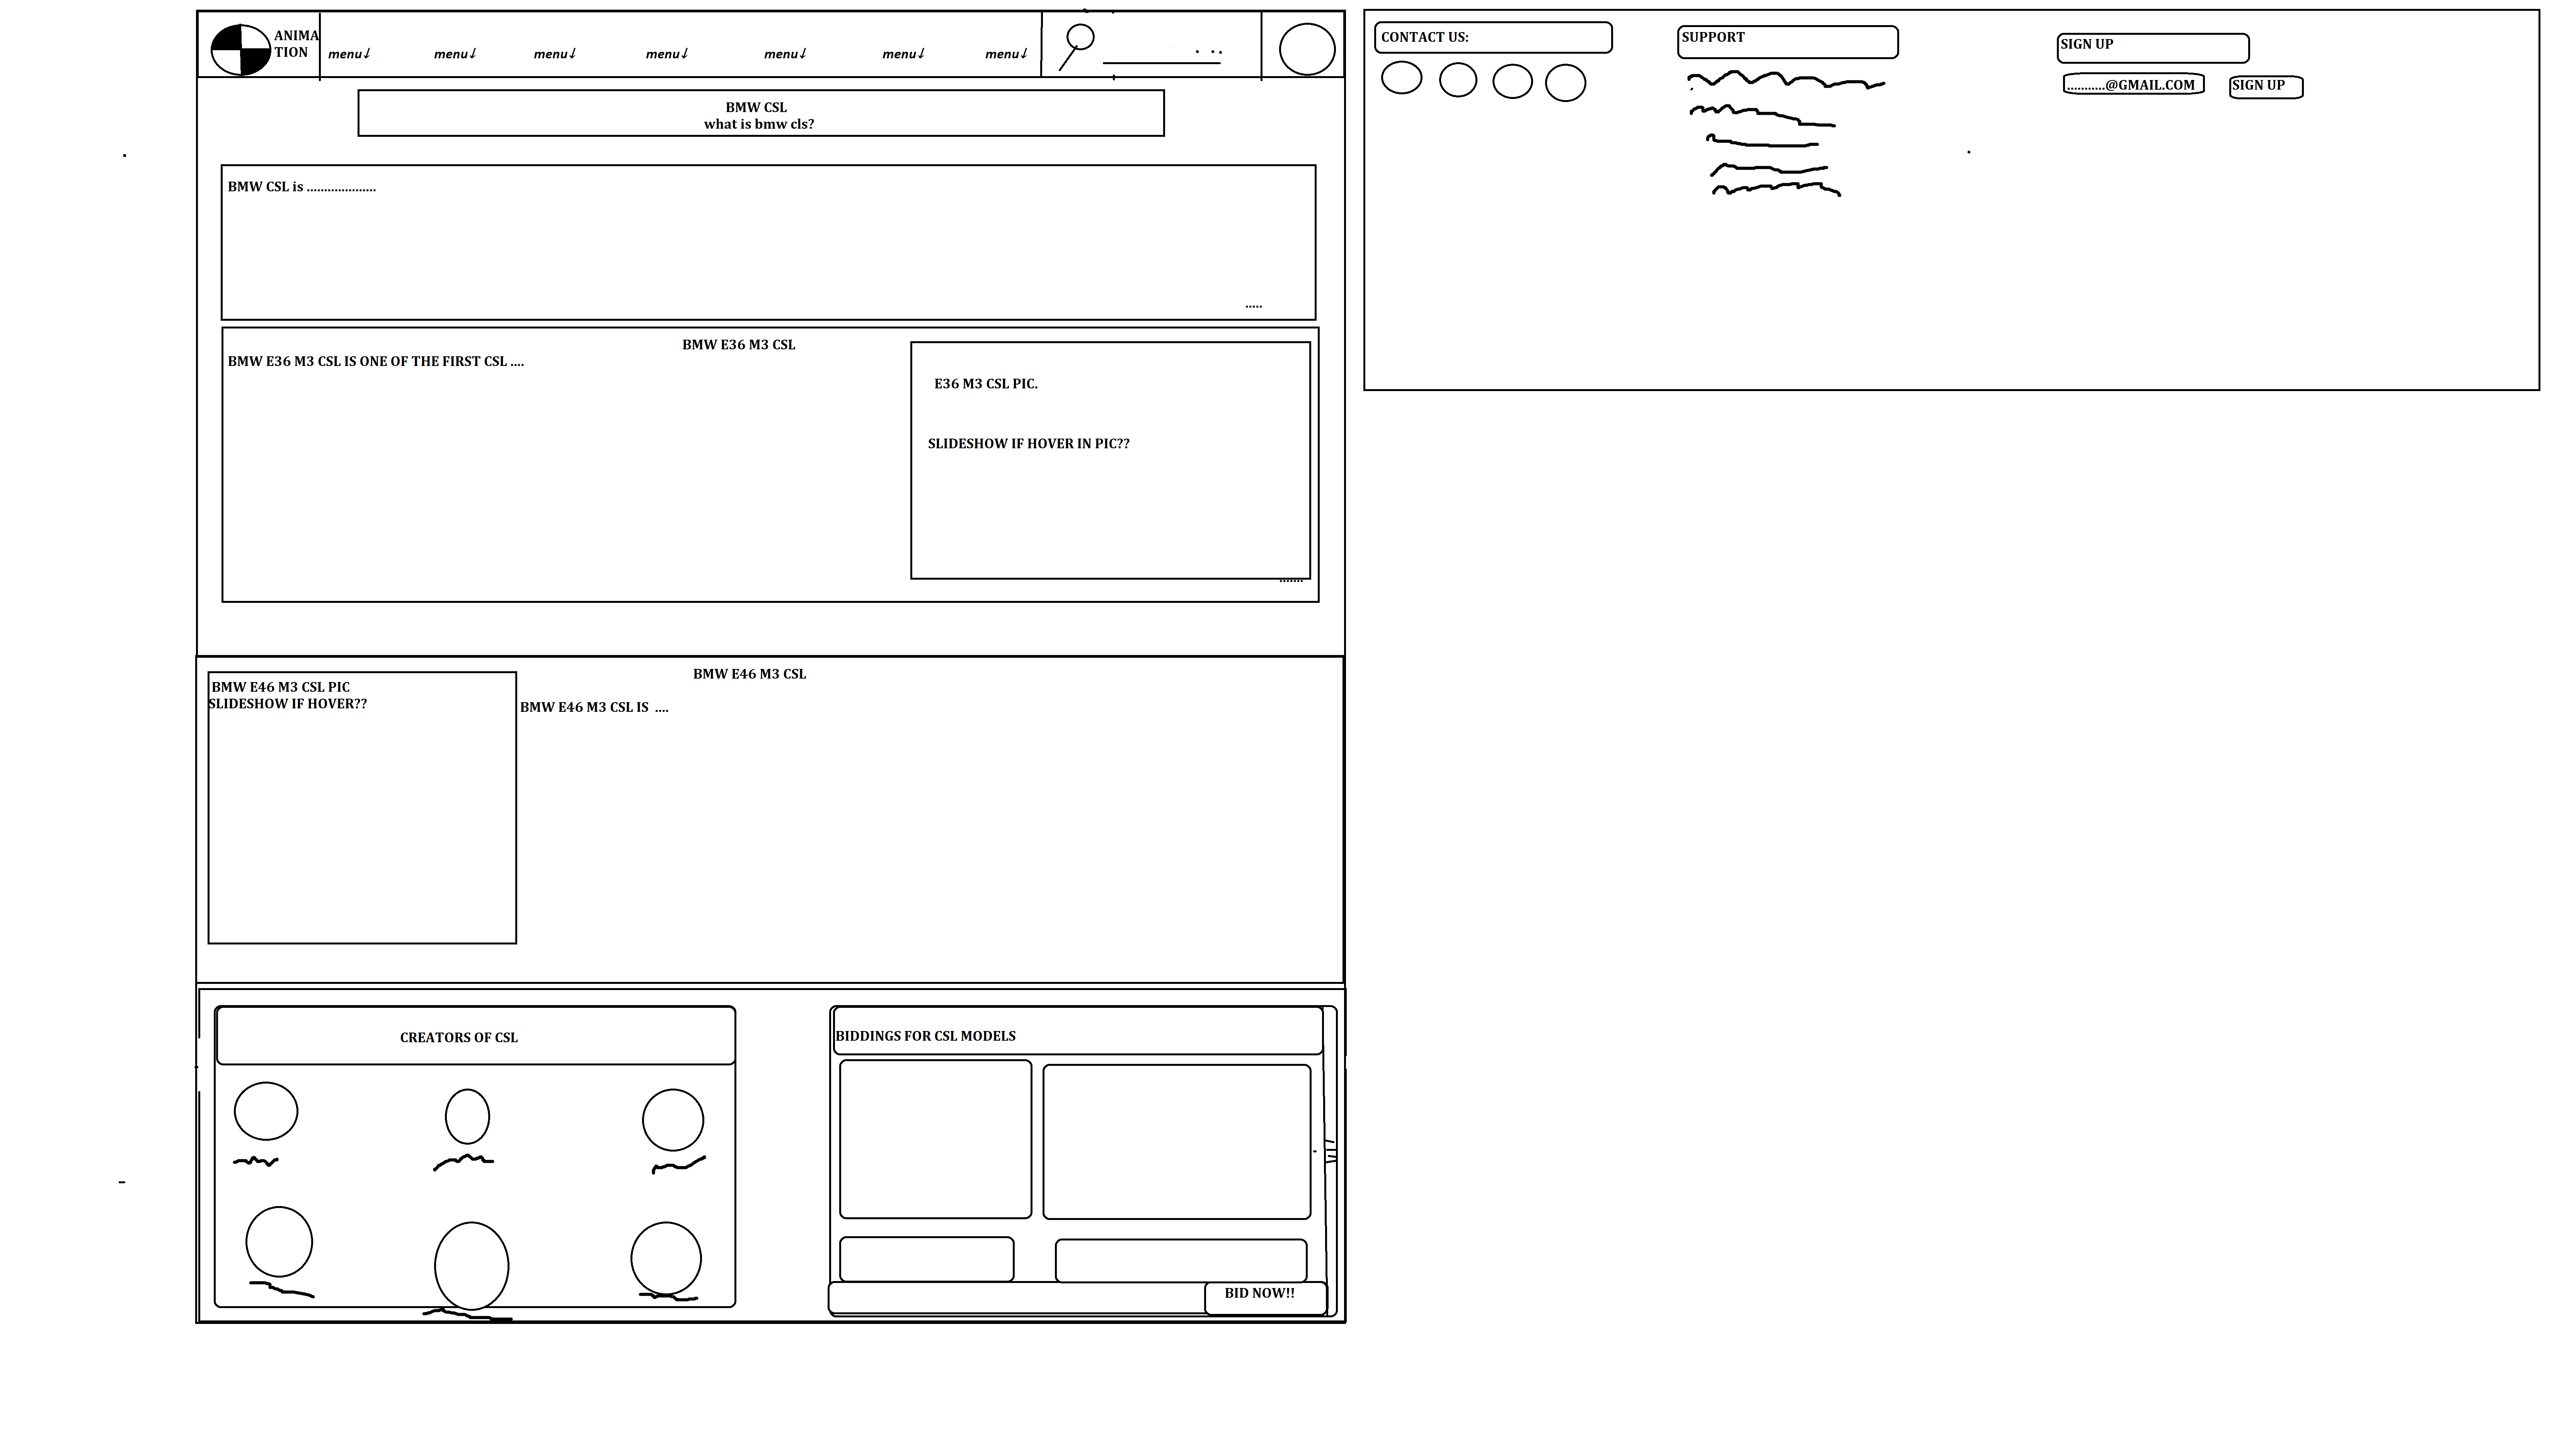 ANIMA
TION
menu↓ menu↓ menu↓ menu↓ menu↓ menu↓ menu↓
BMW CSL
what is bmw cls?
BMW CSL is ....................
.....
BMW E36 M3 CSL
BMW E36 M3 CSL IS ONE OF THE FIRST CSL ....
E36 M3 CSL PIC.
SLIDESHOW IF HOVER IN PIC??
.......
BMW E46 M3 CSL
BMW E46 M3 CSL PIC
SLIDESHOW IF HOVER??
BMW E46 M3 CSL IS ....
CREATORS OF CSL
BIDDINGS FOR CSL MODELS
BID NOW!!
CONTACT US:
SUPPORT
SIGN UP
...........@GMAIL.COM
SIGN UP